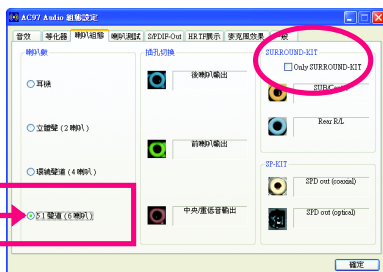 AC97 Audio 組態設定
音效 等化器 喇叭組態 喇叭測試 S/PDIF-Out HRTF展示 麥克風效果 一般
喇叭數
耳機
立體聲 (2 喇叭)
環繞聲道 (4 喇叭)
5.1 聲道 (6 喇叭)
插孔切換
後喇叭輸出
前喇叭輸出
中央/重低音輸出
SURROUND-KIT
Only SURROUND-KIT
Rear R/L
SP-KIT
SPD out (coaxial)
SPD out (optical)
確定